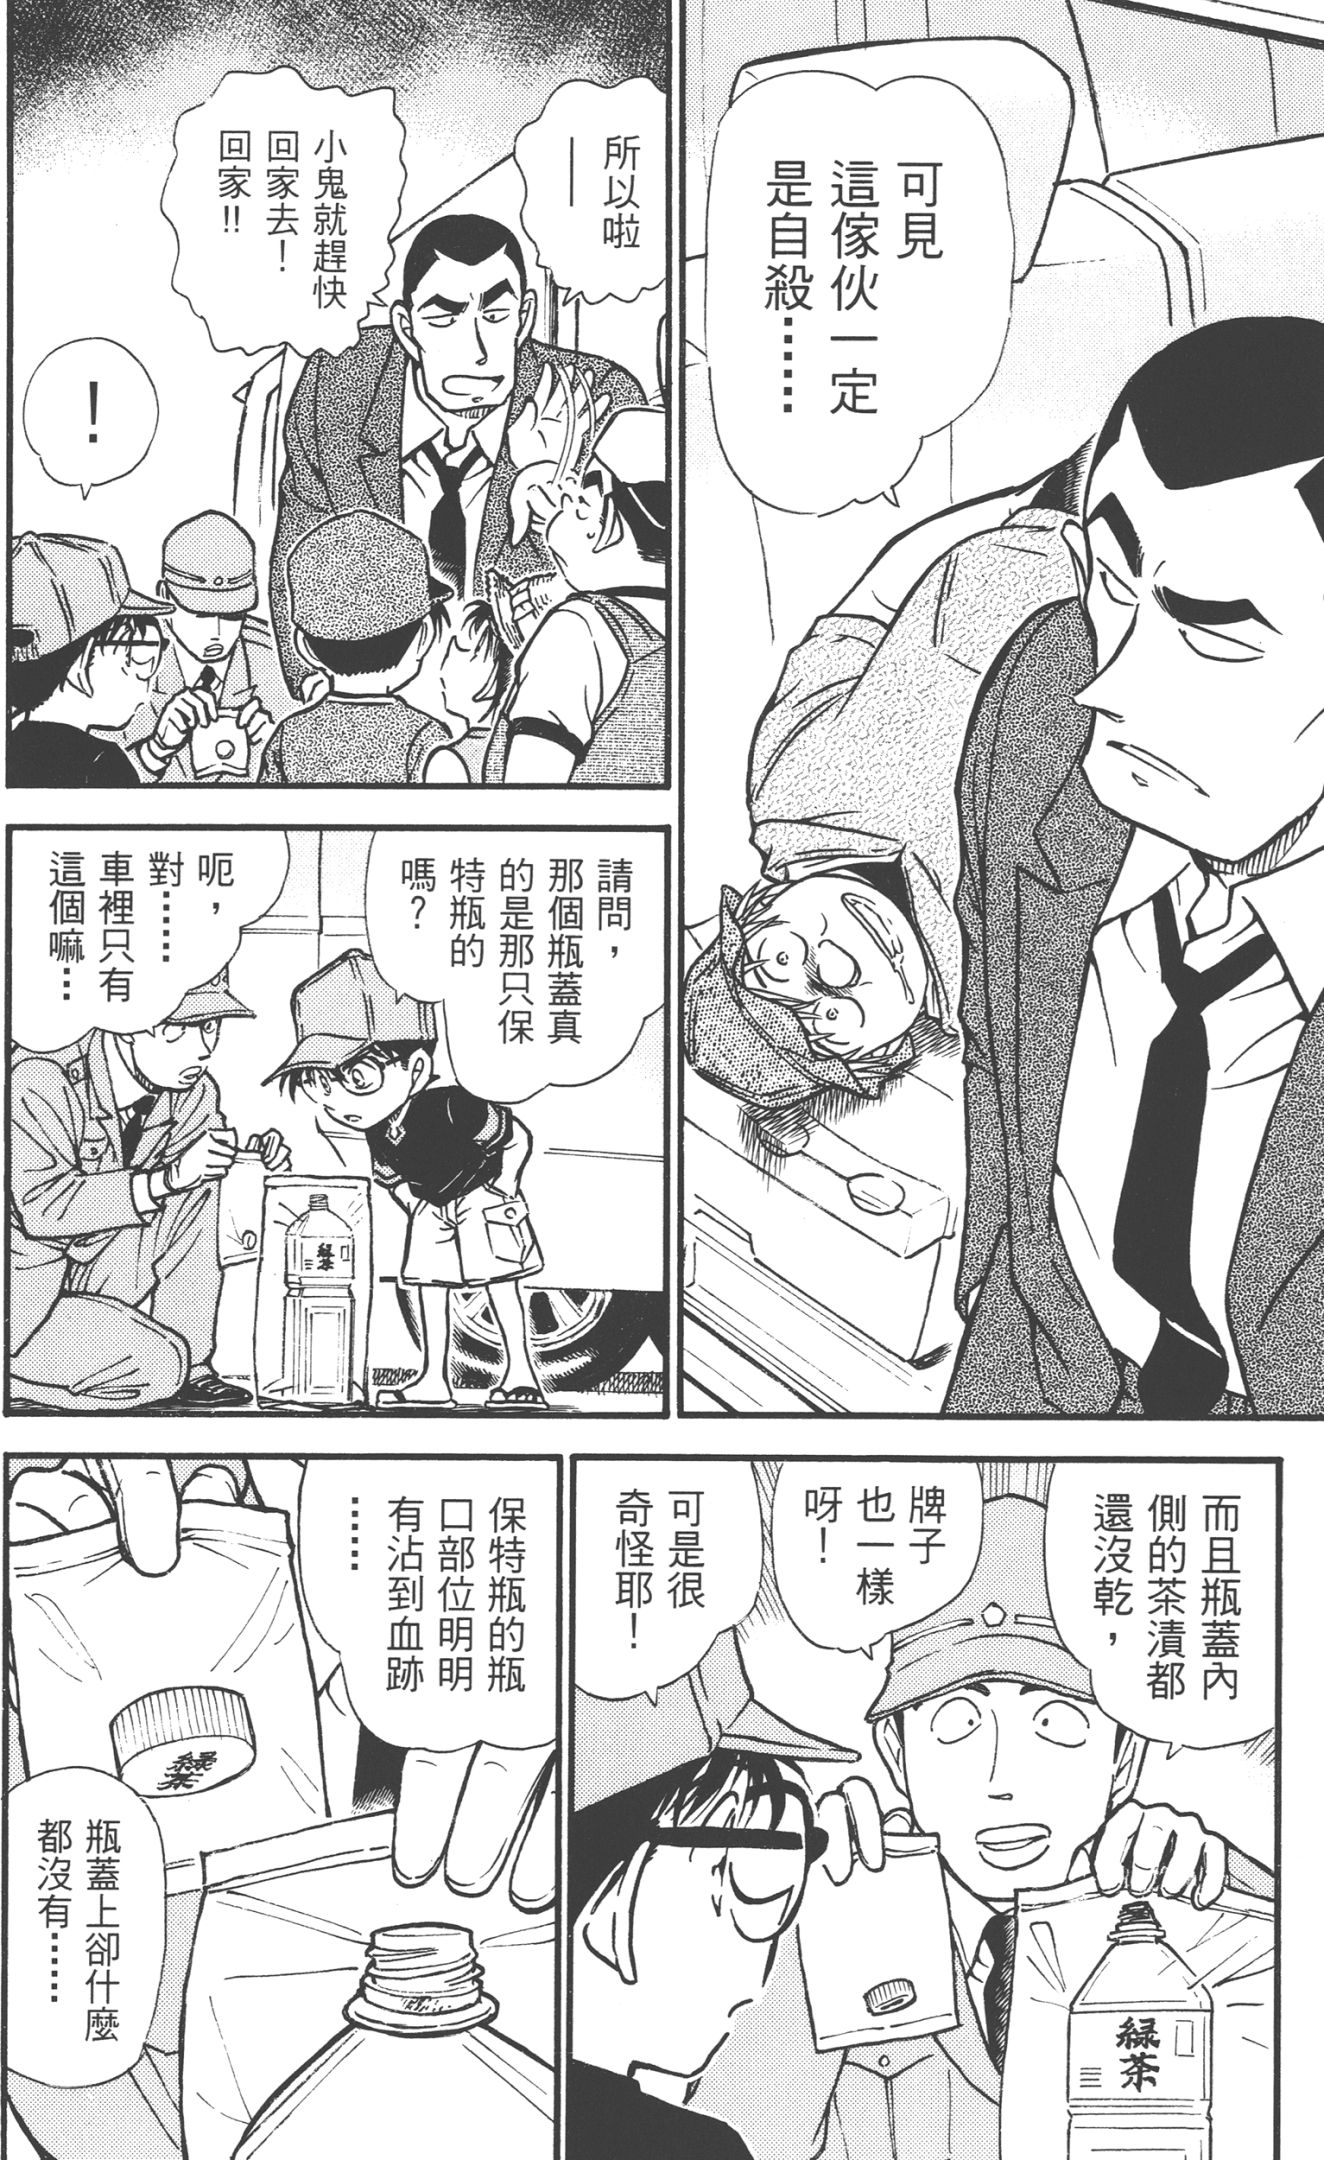 可見
這傢伙一定
是自殺……
所以啦
——
小鬼就趕快
回家去！
回家!!
！
請問，
那個瓶蓋真
的是那只保
特瓶的
嗎？
呃，
對……
車裡只有
這個嘛…
綠茶
而且瓶蓋內
側的茶漬都
還沒乾，
牌子
也一樣
呀！
可是很
奇怪耶！
緑茶
保特瓶的瓶
口部位明明
有沾到血跡
……
緑茶
瓶蓋上卻什麼
都沒有……